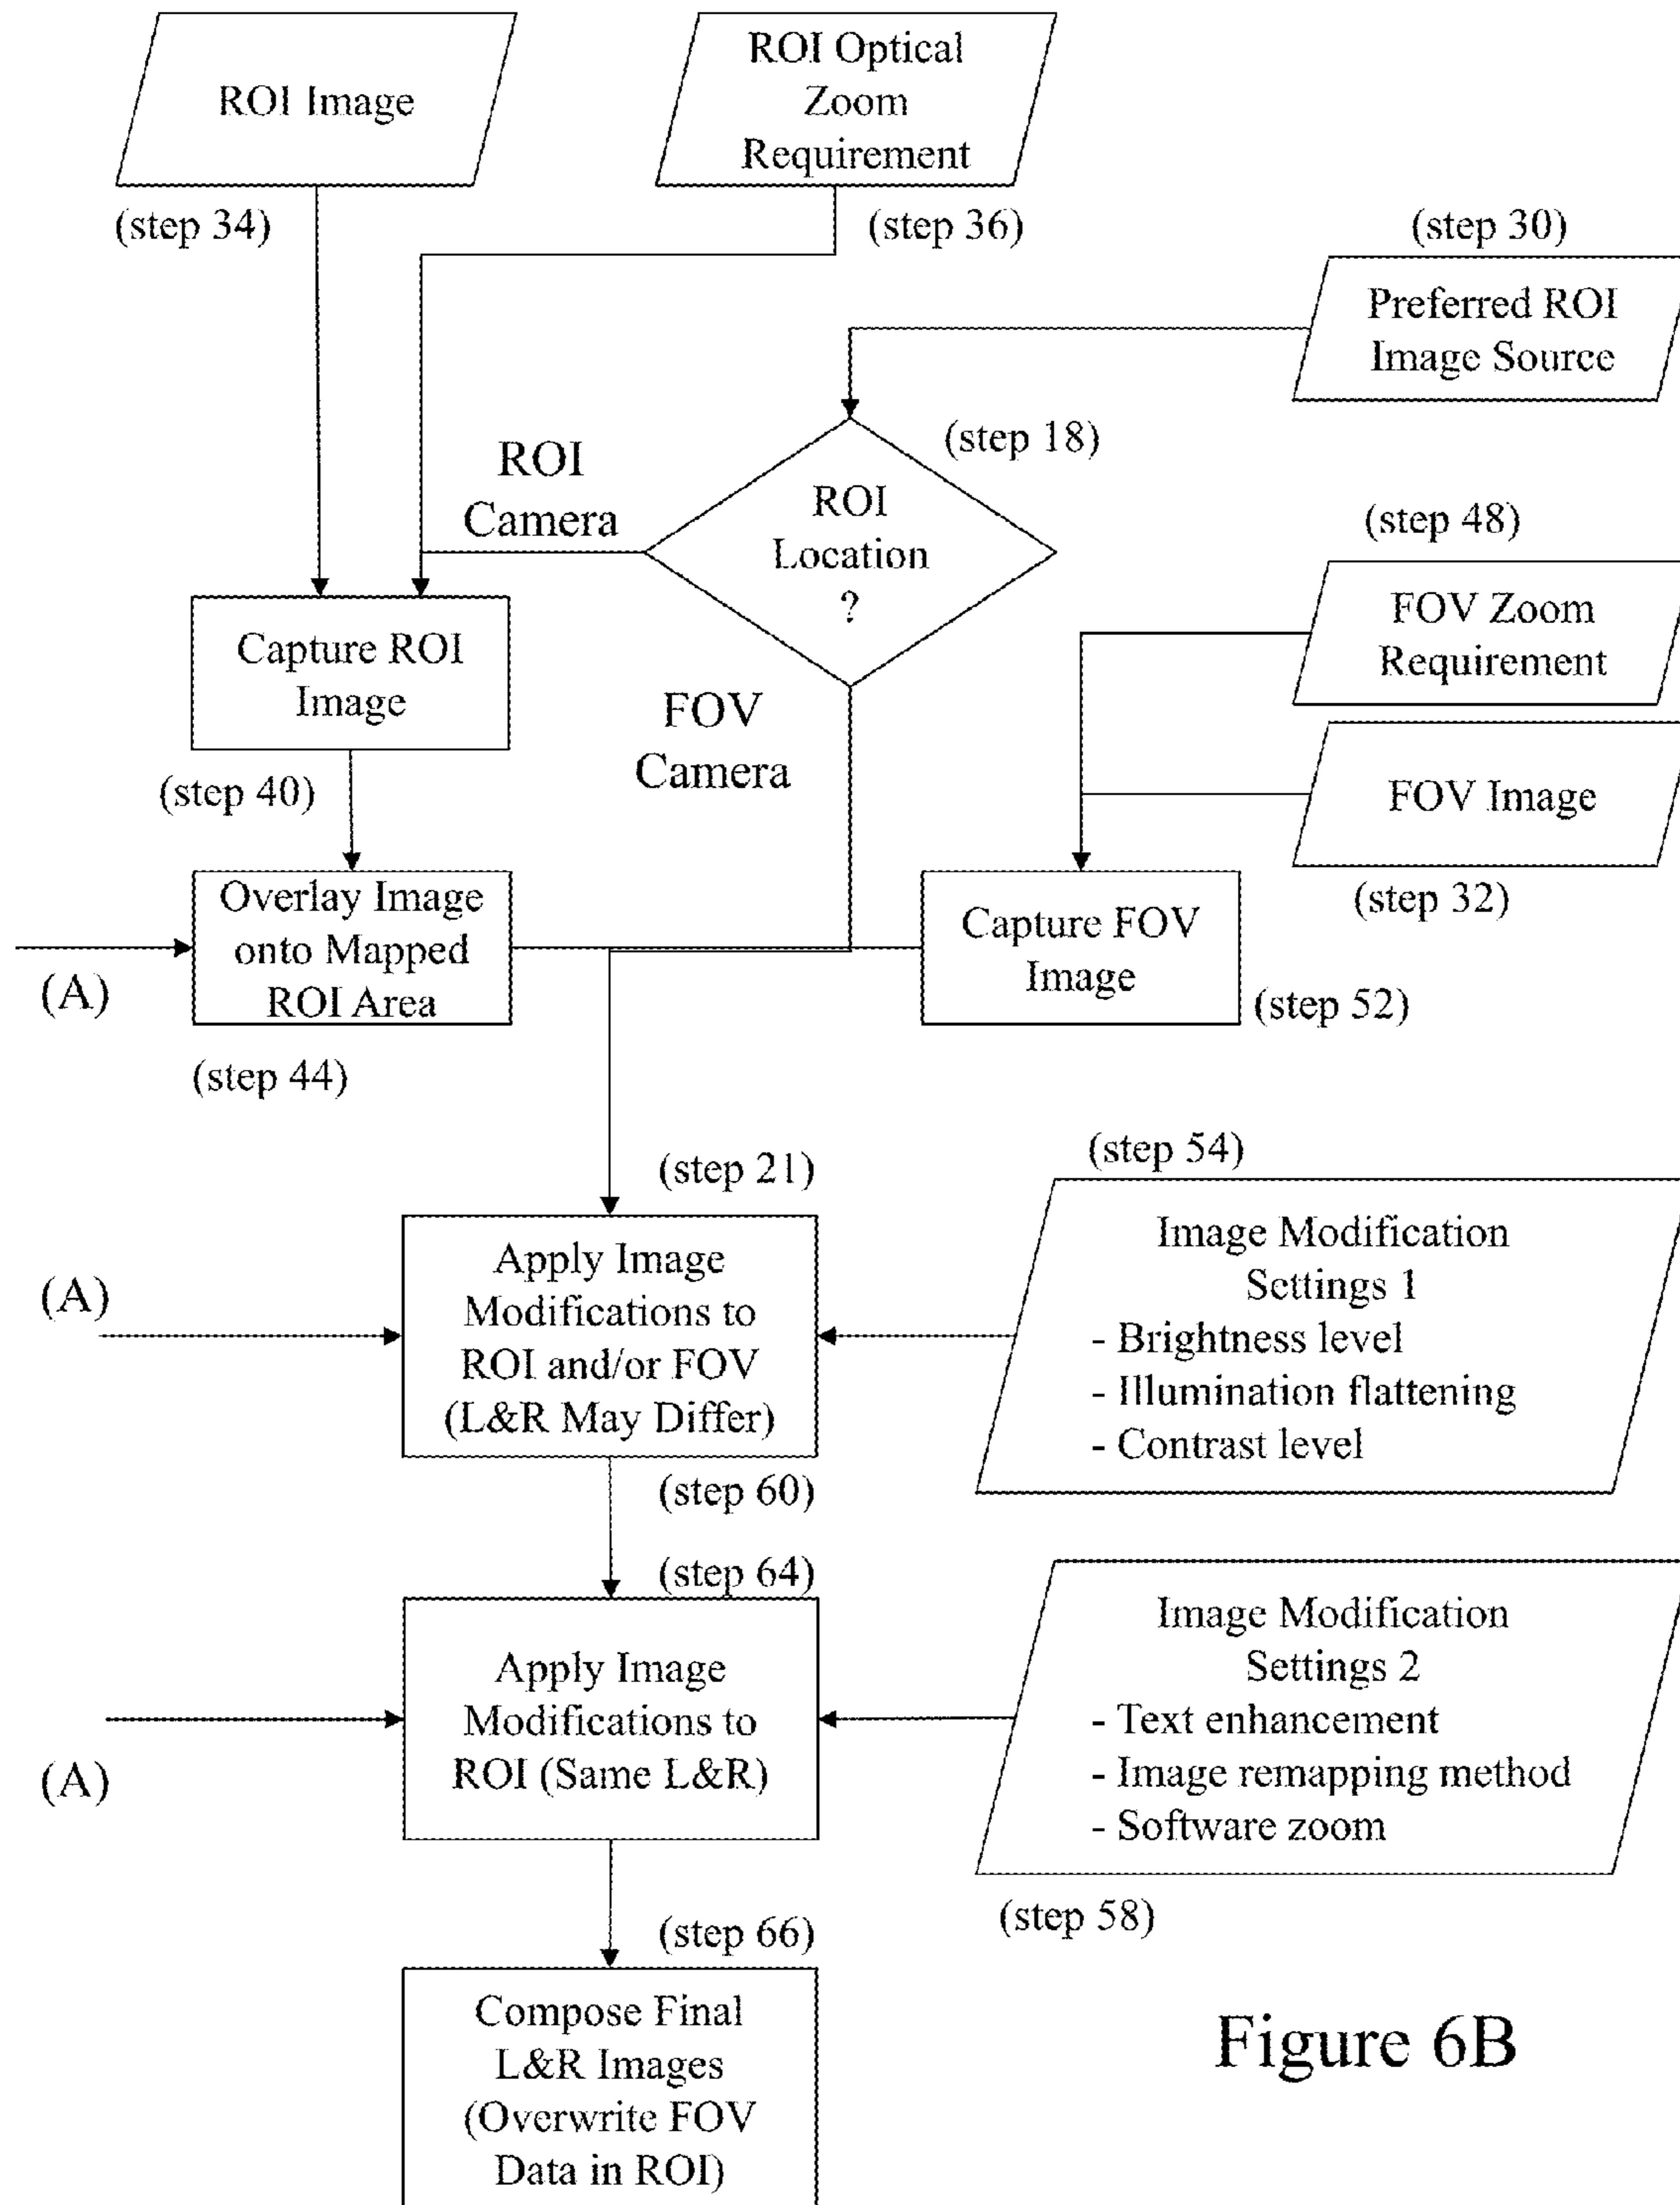 ROI Image
ROI Optical
Zoom
Requirement
(step 34)
(step 36)
(step 30)
Preferred ROI
Image Source
(step 18)
ROI
Camera
ROI
Location
?
(step 48)
FOV Zoom
Requirement
Capture ROI
Image
FOV
Camera
(step 40)
FOV Image
(step 32)
Overlay Image
onto Mapped
ROI Area
(A)
Capture FOV
Image
(step 52)
(step 44)
(step 21)
(step 54)
Apply Image
Modifications to
ROI and/or FOV
(L&R May Differ)
(A)
Image Modification
Settings 1
- Brightness level
- Illumination flattening
- Contrast level
(step 60)
(step 64)
Apply Image
Modifications to
ROI (Same L&R)
(A)
Image Modification
Settings 2
- Text enhancement
- Image remapping method
- Software zoom
(step 58)
(step 66)
Compose Final
L&R Images
(Overwrite FOV
Data in ROI)
Figure 6B